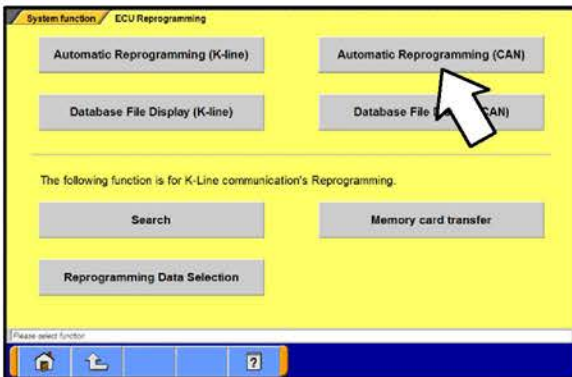 System function ECU Reprogramming
Automatic Reprogramming (K-line) Automatic Reprogramming (CAN)
Database File Display (K-line) Database File CAN)
The following function is for K-Line communication's Reprogramming.
Search Memory card transfer
Reprogramming Data Selection
Please select function
?